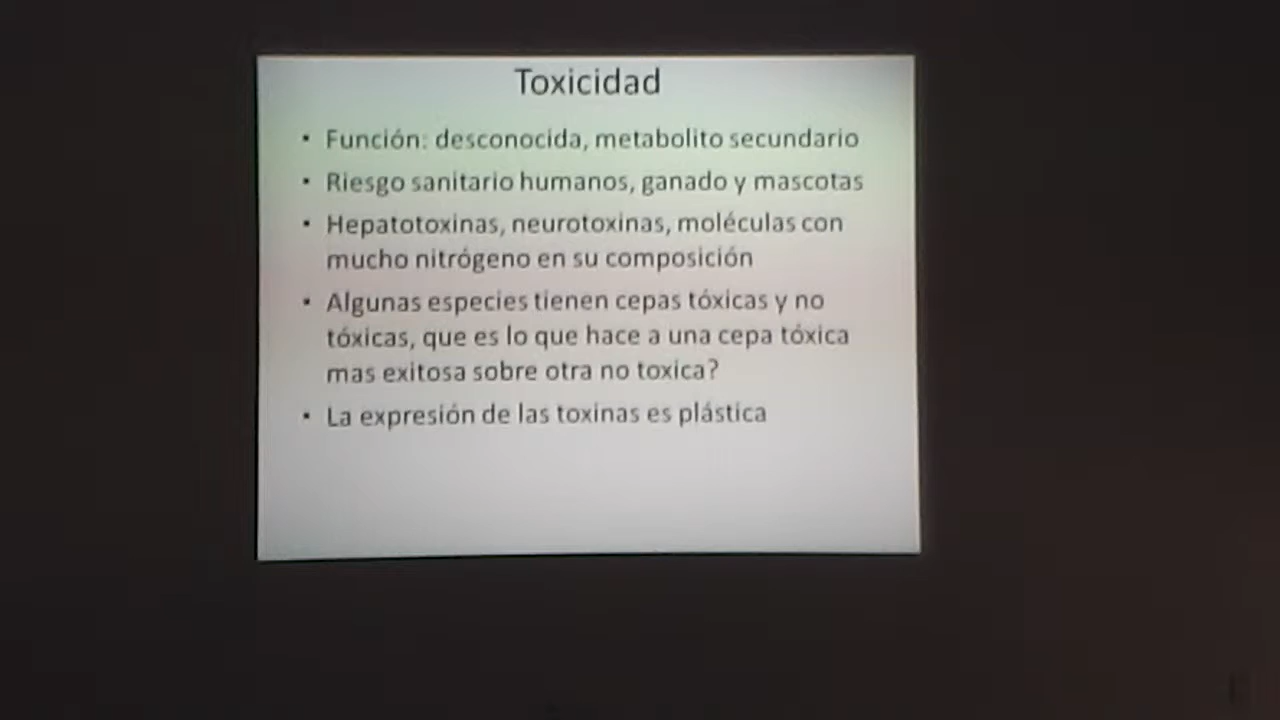 Toxicidad
• Función: desconocida, metabolito secundario
• Riesgo sanitario humanos, ganado y mascotas
• Hepatotoxinas, neurotoxinas, moléculas con
mucho nitrógeno en su composición
• Algunas especies tienen cepas tóxicas y no
tóxicas, que es lo que hace a una cepa tóxica
mas exitosa sobre otra no toxica?
• La expresión de las toxinas es plástica